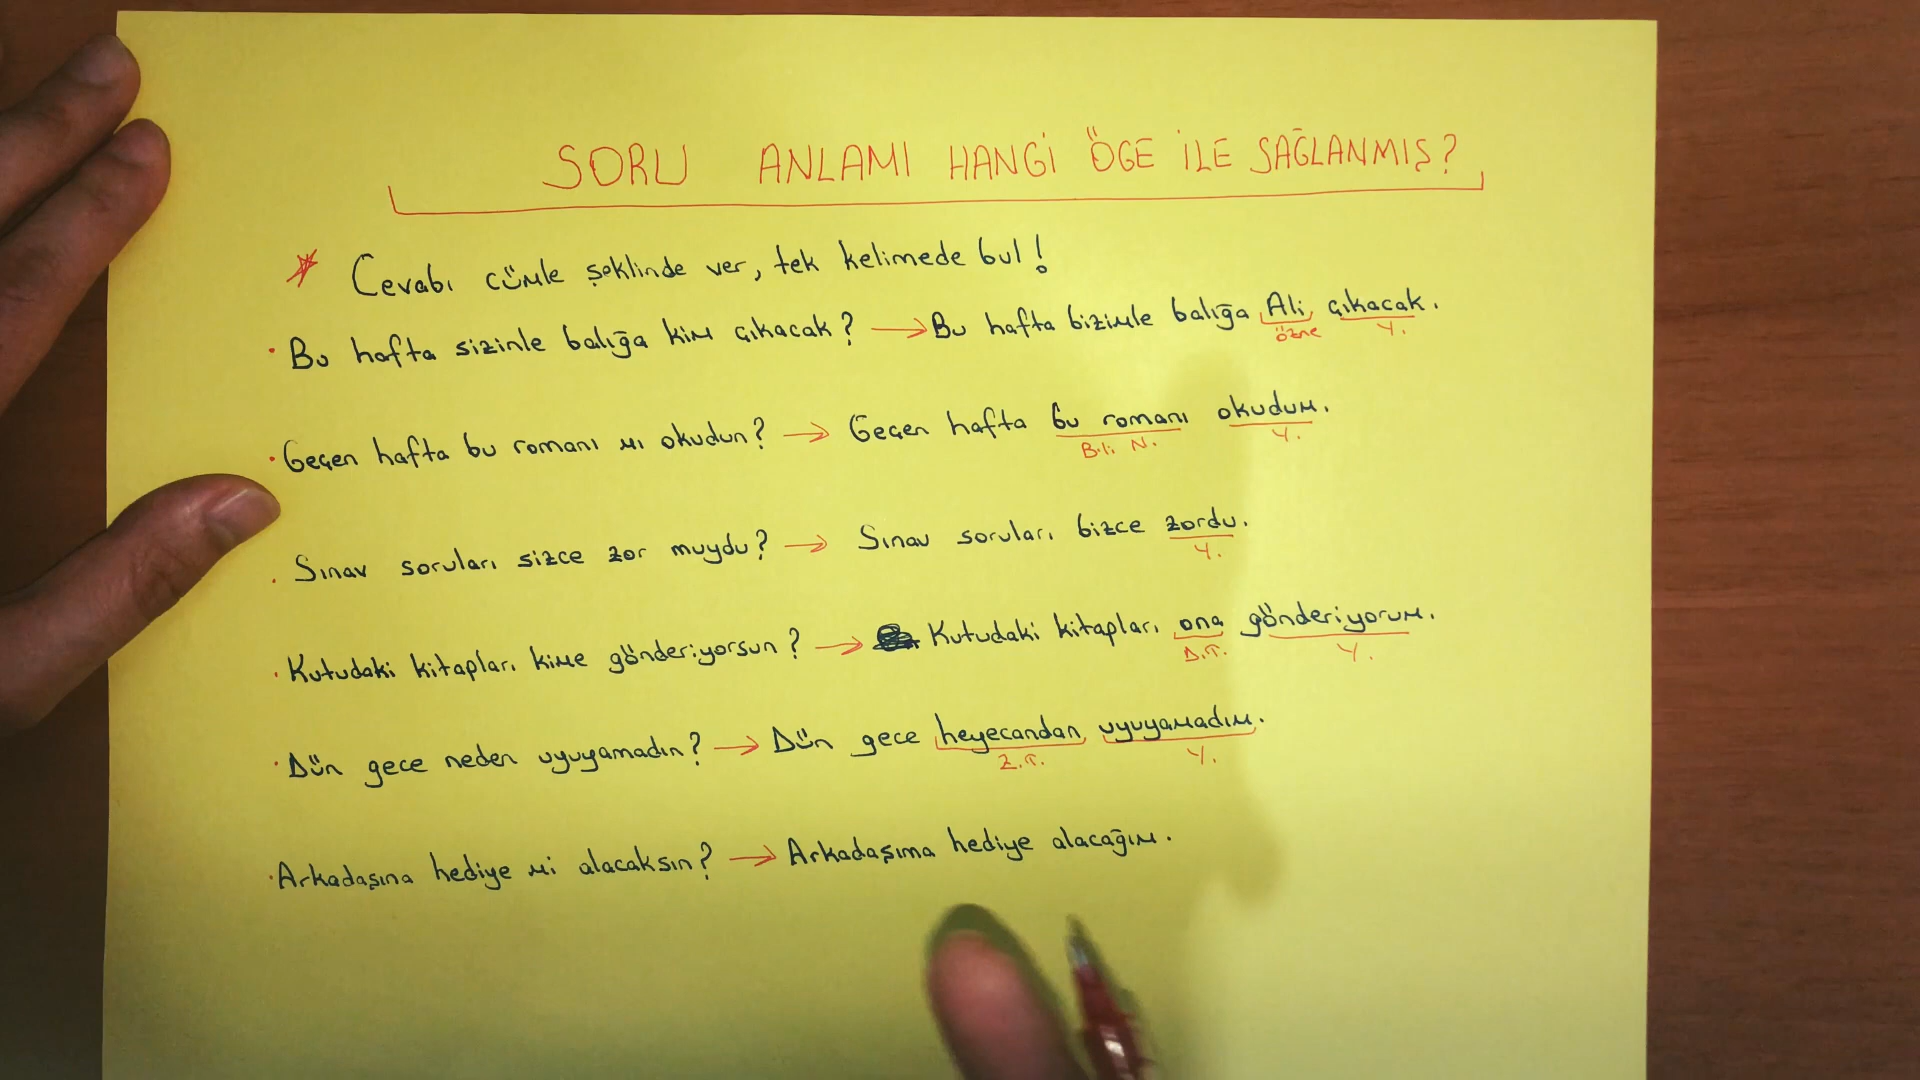 SORU ANLAMI HANGİ ÖGE İLE SAĞLANMIŞ?
* Cevabı cümle şeklinde ver, tek kelimede bul!
• Bu hafta sizinle balığa kim çıkacak? → Bu hafta bizimle balığa Ali çıkacak.
özne Y.
• Geçen hafta bu romanı mı okudun? → Geçen hafta bu romanı okudum.
B.li N. Y.
• Sınav soruları sizce zor muydu? → Sınav soruları bizce zordu.
Y.
• Kutudaki kitapları kime gönderiyorsun? → Kutudaki kitapları ona gönderiyorum.
D.T. Y.
• Dün gece neden uyuyamadın? → Dün gece heyecandan uyuyamadım.
Z.T. Y.
• Arkadaşına hediye mi alacaksın? → Arkadaşıma hediye alacağım.